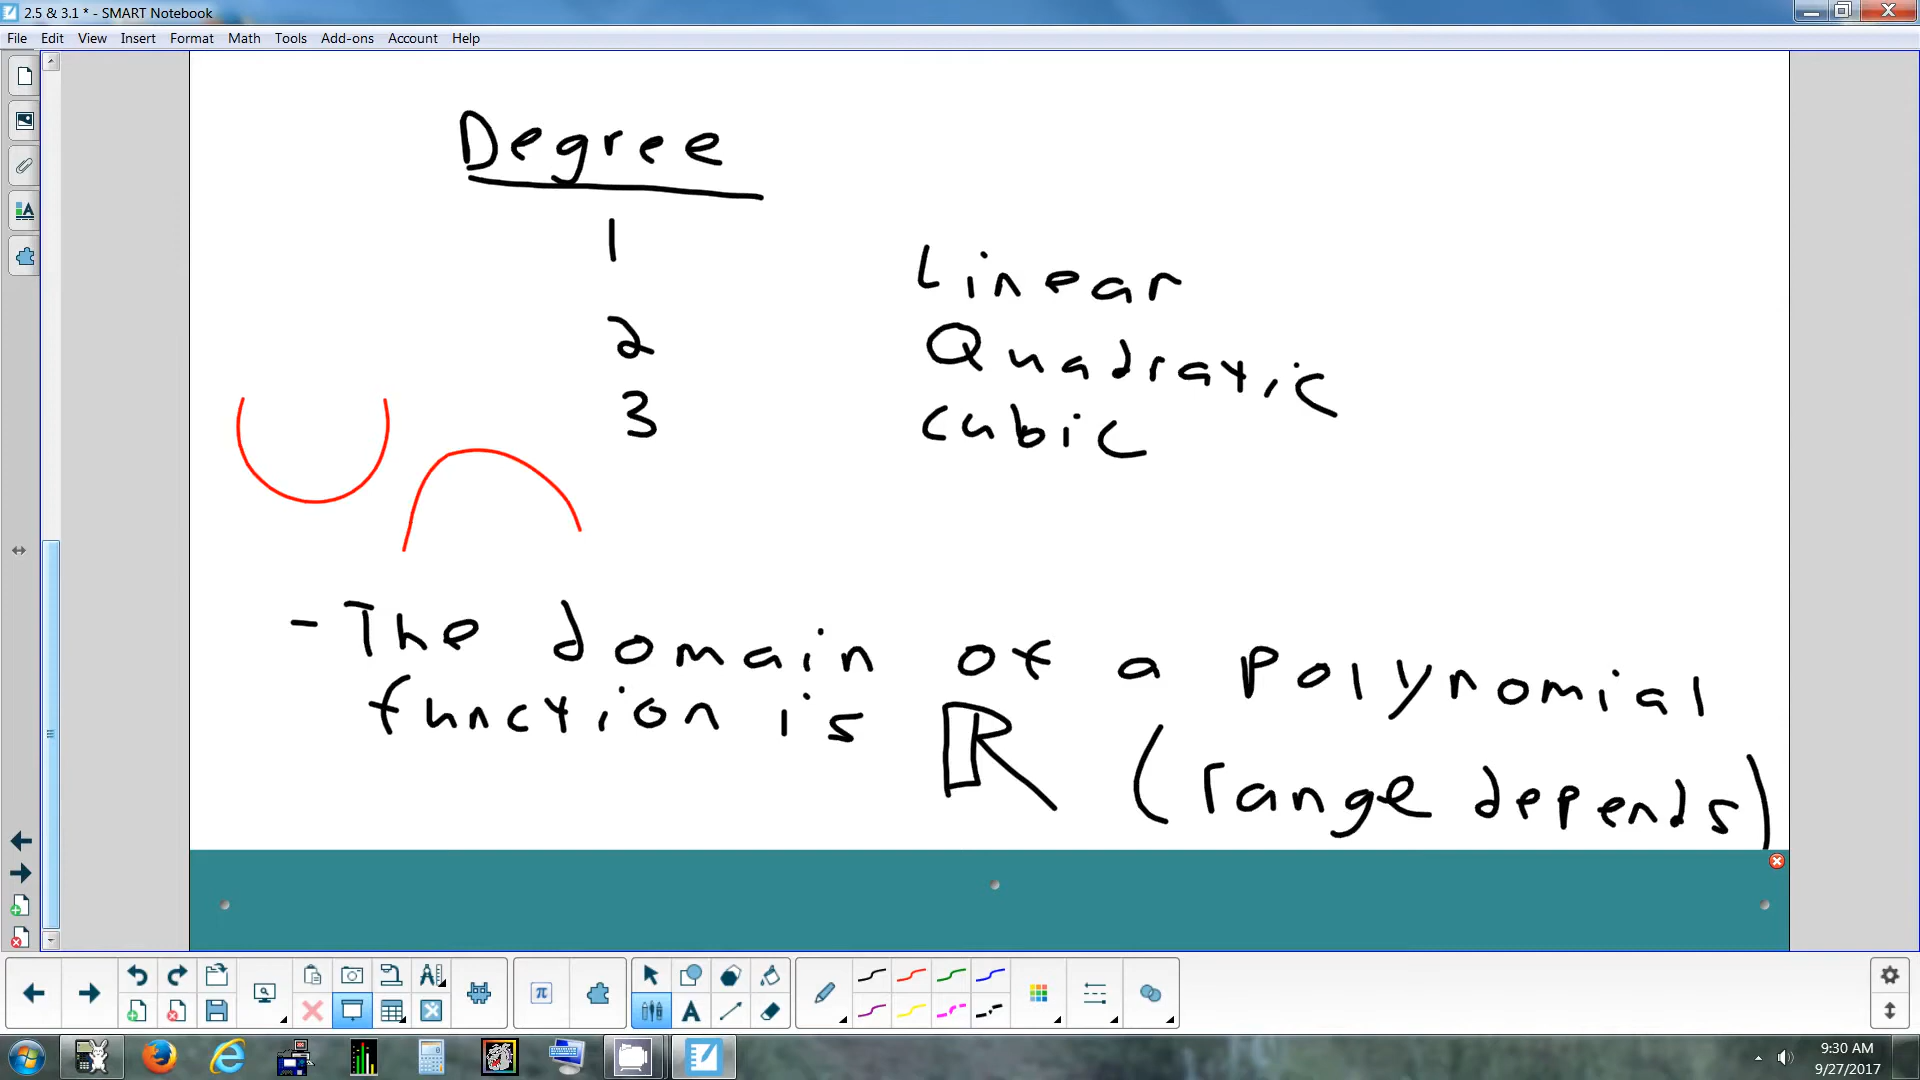 2.5 & 3.1 * - SMART Notebook
File Edit View Insert Format Math Tools Add-ons Account Help
Degree
1 Linear
2 Quadratic
3 cubic
- The domain of a polynomial
function is ℝ (range depends)
π
A
9:30 AM
9/27/2017